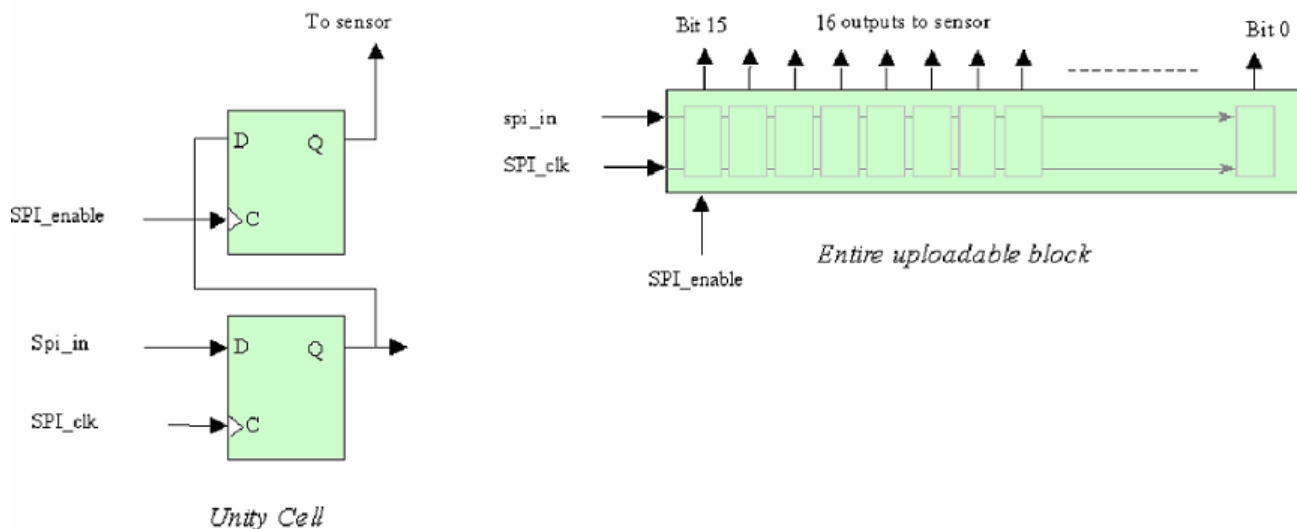 To sensor
D
Q
SPI_enable
C
Spi_in
D
Q
SPI_clk
C
Unity Cell
Bit 15
16 outputs to sensor
Bit 0
spi_in
SPI_clk
SPI_enable
Entire uploadable block